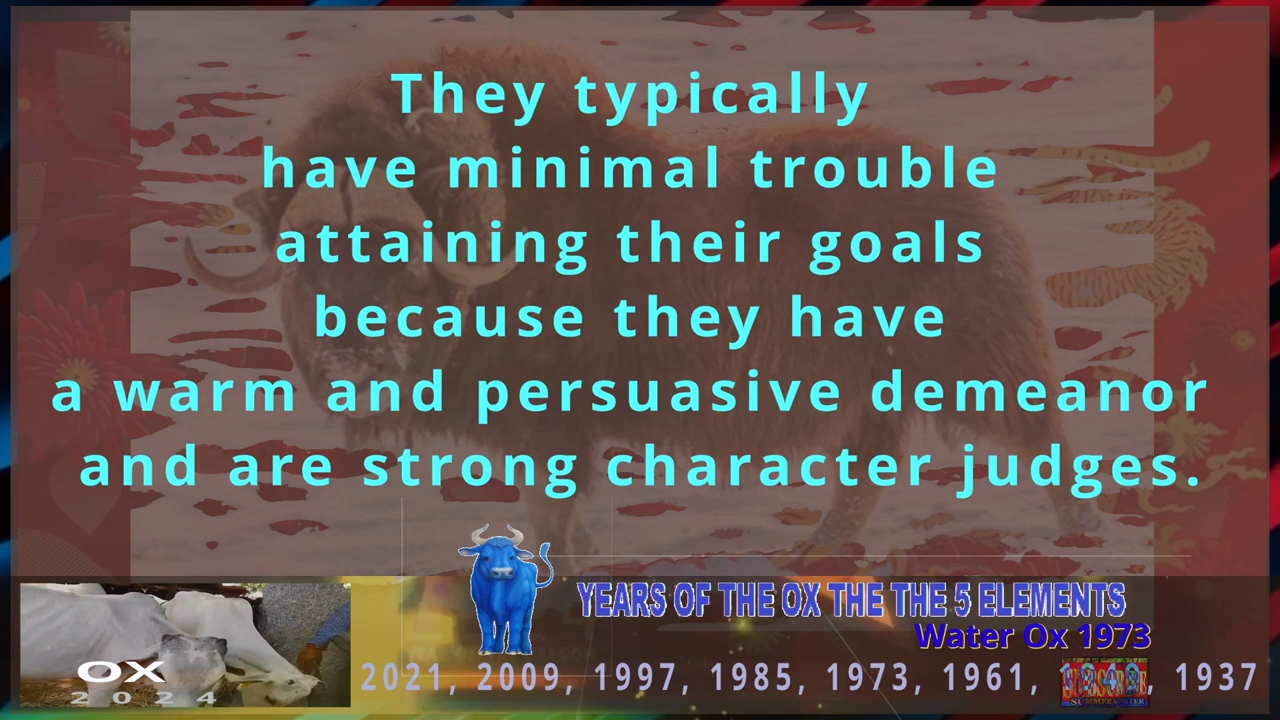 They typically
have minimal trouble
attaining their goals
because they have
a warm and persuasive demeanor
and are strong character judges.
YEARS OF THE OX THE THE 5 ELEMENTS
Water Ox 1973
OX
2024
2021, 2009, 1997, 1985, 1973, 1961, , 1937
SUBSCRIBE